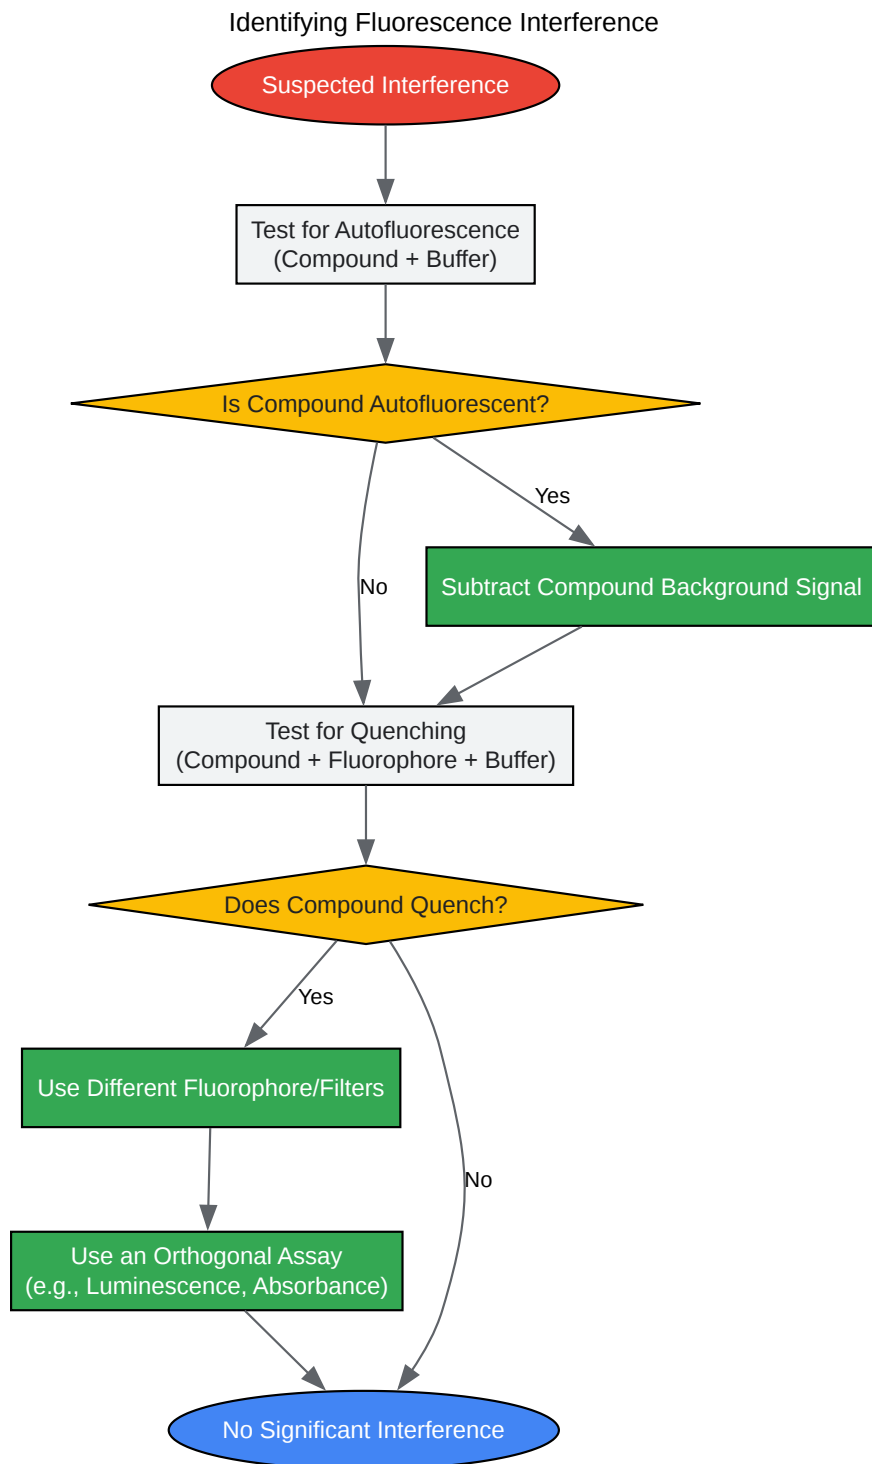 Identifying Fluorescence Interference
Suspected Interference
Test for Autofluorescence
(Compound + Buffer)
Is Compound Autofluorescent?
Yes
No
Subtract Compound Background Signal
Test for Quenching
(Compound + Fluorophore + Buffer)
Does Compound Quench?
Yes
Use Different Fluorophore/Filters
No
Use an Orthogonal Assay
(e.g., Luminescence, Absorbance)
No Significant Interference